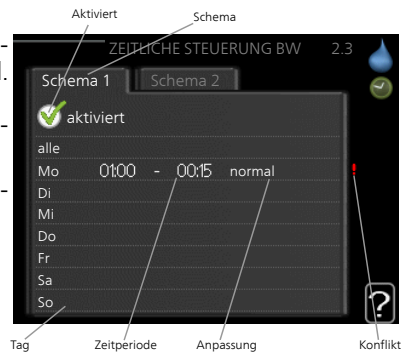 Aktiviert Schema
ZEITLICHE STEUERUNG BW 2.3
Schema 1 Schema 2
aktiviert
alle
Mo 01:00 - 00:15 normal !
Di
Mi
Do
Fr
Sa
So ?
Tag Zeitperiode Anpassung Konflikt